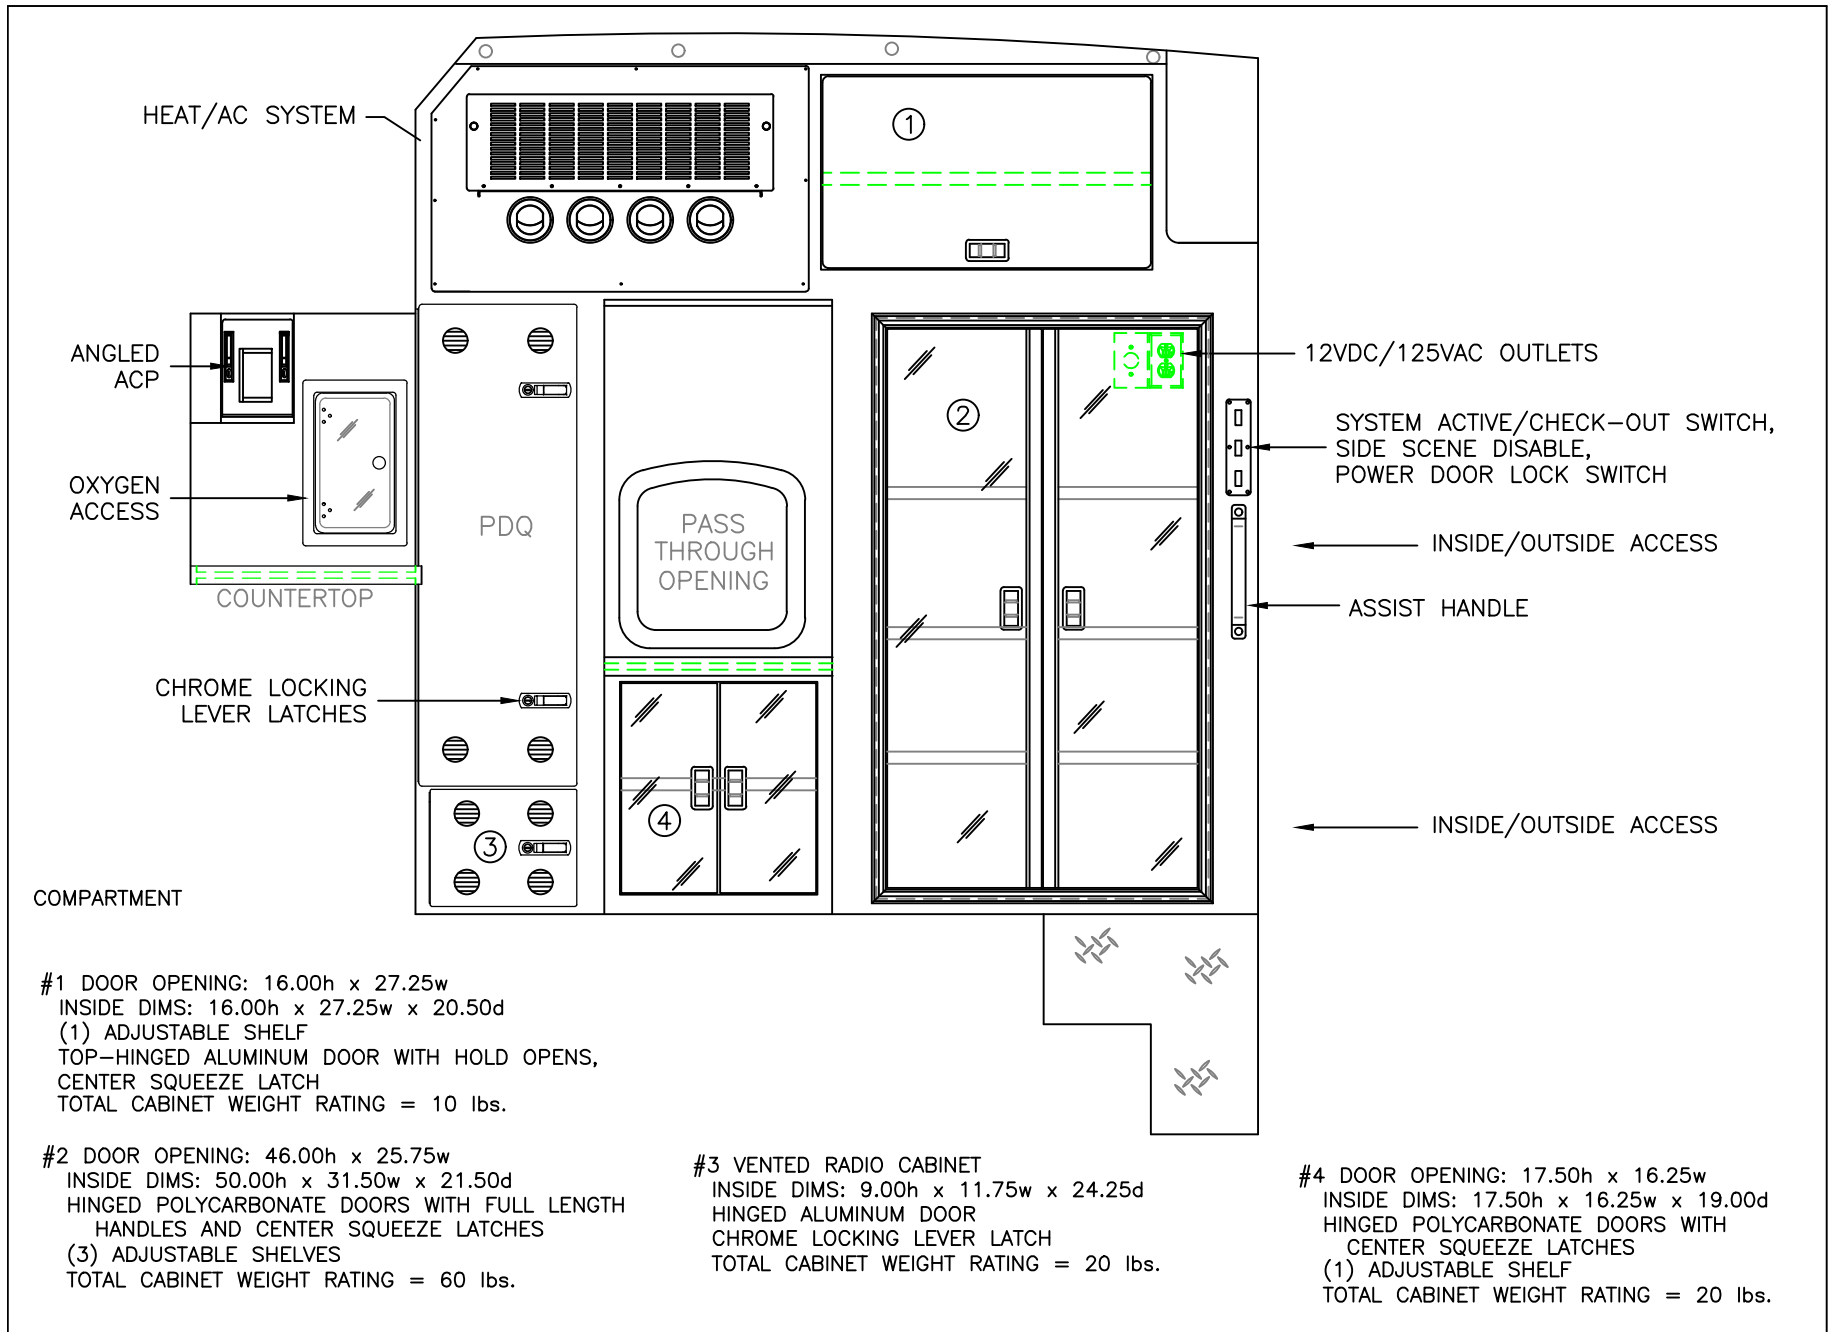 HEAT/AC SYSTEM
1
ANGLED
ACP
12VDC/125VAC OUTLETS
2
SYSTEM ACTIVE/CHECK-OUT SWITCH,
SIDE SCENE DISABLE,
POWER DOOR LOCK SWITCH
OXYGEN
ACCESS
PDQ
PASS
THROUGH
OPENING
INSIDE/OUTSIDE ACCESS
COUNTERTOP
ASSIST HANDLE
CHROME LOCKING
LEVER LATCHES
4
3
INSIDE/OUTSIDE ACCESS
COMPARTMENT
#1 DOOR OPENING: 16.00h x 27.25w
INSIDE DIMS: 16.00h x 27.25w x 20.50d
(1) ADJUSTABLE SHELF
TOP-HINGED ALUMINUM DOOR WITH HOLD OPENS,
CENTER SQUEEZE LATCH
TOTAL CABINET WEIGHT RATING = 10 lbs.
#2 DOOR OPENING: 46.00h x 25.75w
INSIDE DIMS: 50.00h x 31.50w x 21.50d
HINGED POLYCARBONATE DOORS WITH FULL LENGTH
HANDLES AND CENTER SQUEEZE LATCHES
(3) ADJUSTABLE SHELVES
TOTAL CABINET WEIGHT RATING = 60 lbs.
#3 VENTED RADIO CABINET
INSIDE DIMS: 9.00h x 11.75w x 24.25d
HINGED ALUMINUM DOOR
CHROME LOCKING LEVER LATCH
TOTAL CABINET WEIGHT RATING = 20 lbs.
#4 DOOR OPENING: 17.50h x 16.25w
INSIDE DIMS: 17.50h x 16.25w x 19.00d
HINGED POLYCARBONATE DOORS WITH
CENTER SQUEEZE LATCHES
(1) ADJUSTABLE SHELF
TOTAL CABINET WEIGHT RATING = 20 lbs.